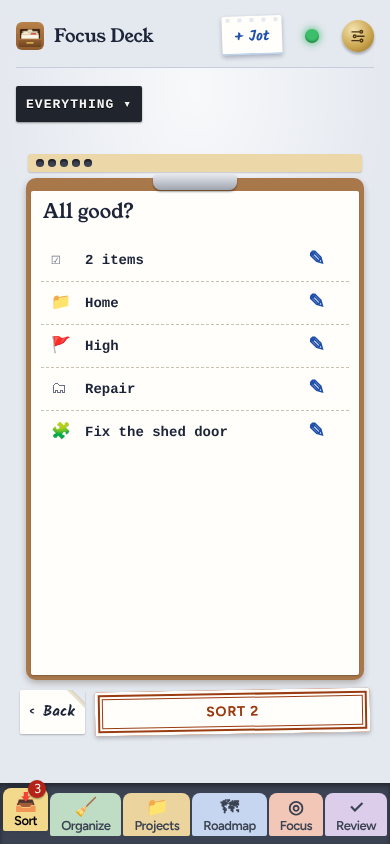 Focus Deck
+ Jot
EVERYTHING ▾
All good?
2 items
Home
High
Repair
Fix the shed door
‹ Back
SORT 2
3
Sort
Organize
Projects
Roadmap
Focus
Review